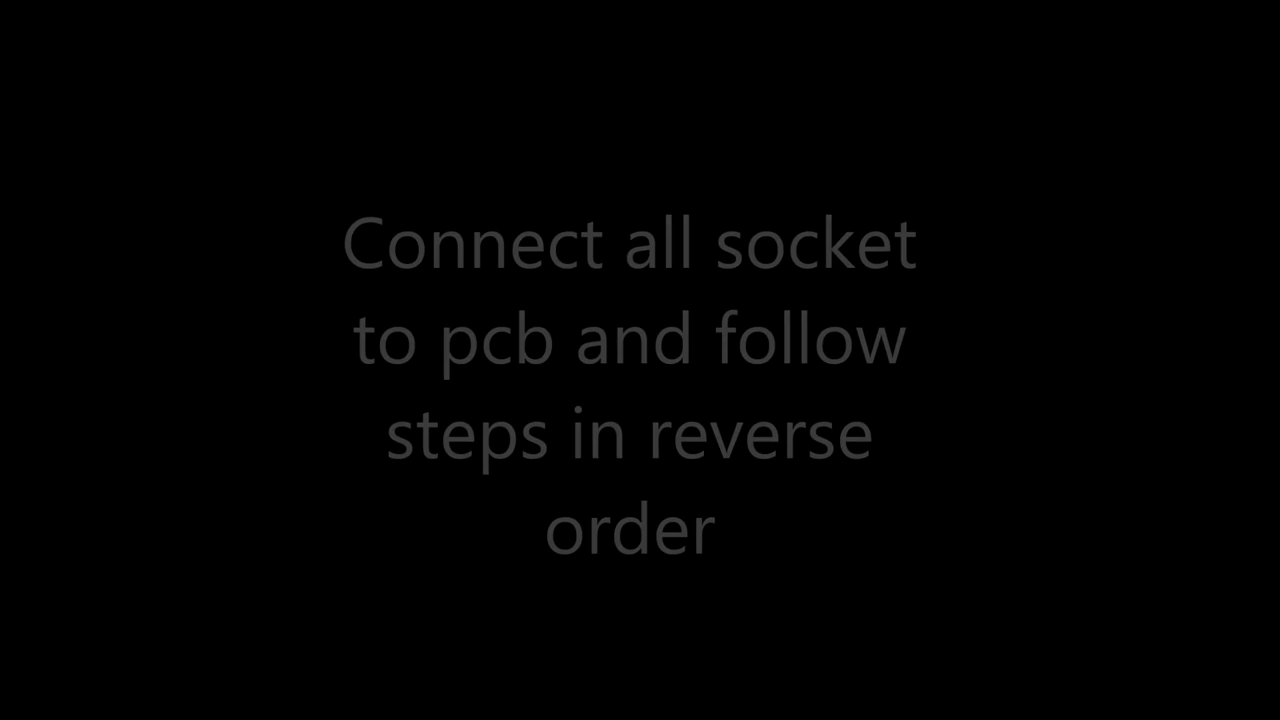 Connect all socket
to pcb and follow
steps in reverse
order